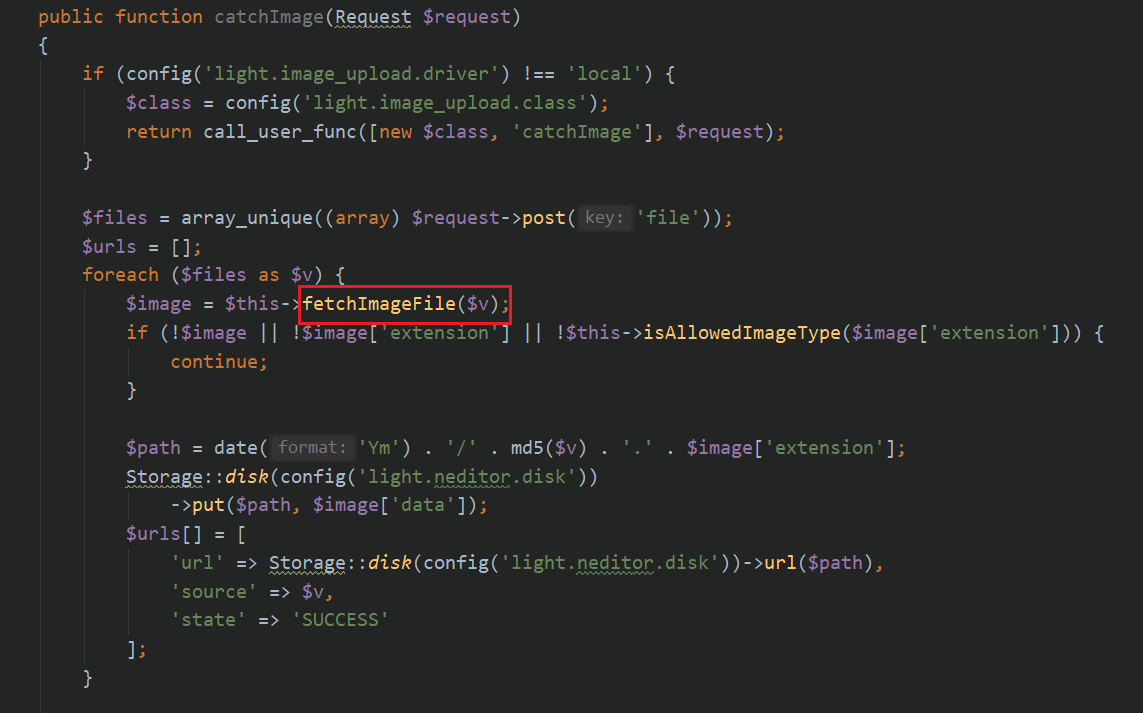 public function catchImage(Request $request)
{
    if (config('light.image_upload.driver') !== 'local') {
        $class = config('light.image_upload.class');
        return call_user_func([new $class, 'catchImage'], $request);
    }

    $files = array_unique((array) $request->post( key: 'file'));
    $urls = [];
    foreach ($files as $v) {
        $image = $this->fetchImageFile($v);
        if (!$image || !$image['extension'] || !$this->isAllowedImageType($image['extension'])) {
            continue;
        }

        $path = date( format: 'Ym') . '/' . md5($v) . '.' . $image['extension'];
        Storage::disk(config('light.neditor.disk'))
            ->put($path, $image['data']);
        $urls[] = [
            'url' => Storage::disk(config('light.neditor.disk'))->url($path),
            'source' => $v,
            'state' => 'SUCCESS'
        ];
    }